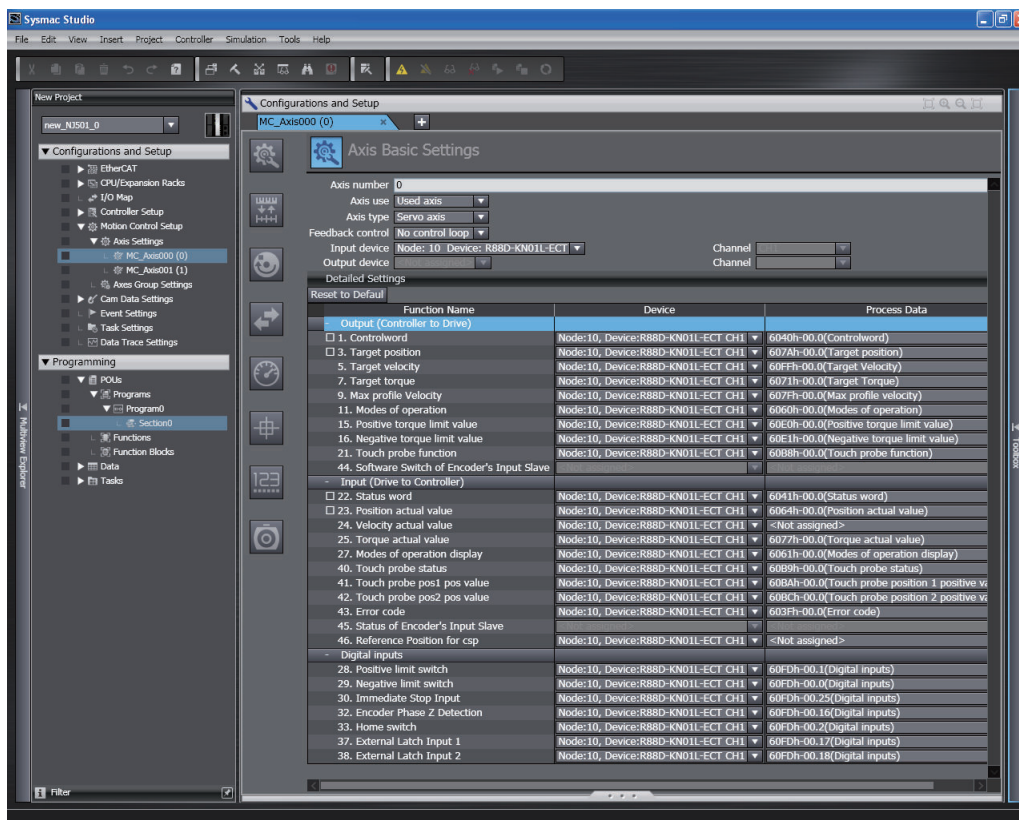 Sysmac Studio
File Edit View Insert Project Controller Simulation Tools Help
New Project
new_NJ501_0
Configurations and Setup
EtherCAT
CPU/Expansion Racks
I/O Map
Controller Setup
Motion Control Setup
Axis Settings
MC_Axis000 (0)
MC_Axis001 (1)
Axes Group Settings
Cam Data Settings
Event Settings
Task Settings
Data Trace Settings
Programming
POUs
Programs
Program0
Section0
Functions
Function Blocks
Data
Tasks
Filter
Multiview Explorer
Configurations and Setup
MC_Axis000 (0)
Axis Basic Settings
Axis number 0
Axis use Used axis
Axis type Servo axis
Feedback control No control loop
Input device Node: 10 Device: R88D-KN01L-ECT Channel
Output device <Not assigned> Channel
Detailed Settings
Reset to Defaul
Function Name Device Process Data
- Output (Controller to Drive)
1. Controlword Node:10, Device:R88D-KN01L-ECT CH1 6040h-00.0(Controlword)
3. Target position Node:10, Device:R88D-KN01L-ECT CH1 607Ah-00.0(Target position)
5. Target velocity Node:10, Device:R88D-KN01L-ECT CH1 60FFh-00.0(Target Velocity)
7. Target torque Node:10, Device:R88D-KN01L-ECT CH1 6071h-00.0(Target Torque)
9. Max profile Velocity Node:10, Device:R88D-KN01L-ECT CH1 607Fh-00.0(Max profile velocity)
11. Modes of operation Node:10, Device:R88D-KN01L-ECT CH1 6060h-00.0(Modes of operation)
15. Positive torque limit value Node:10, Device:R88D-KN01L-ECT CH1 60E0h-00.0(Positive torque limit value)
16. Negative torque limit value Node:10, Device:R88D-KN01L-ECT CH1 60E1h-00.0(Negative torque limit value)
21. Touch probe function Node:10, Device:R88D-KN01L-ECT CH1 60B8h-00.0(Touch probe function)
44. Software Switch of Encoder's Input Slave <Not assigned> <Not assigned>
- Input (Drive to Controller)
22. Status word Node:10, Device:R88D-KN01L-ECT CH1 6041h-00.0(Status word)
23. Position actual value Node:10, Device:R88D-KN01L-ECT CH1 6064h-00.0(Position actual value)
24. Velocity actual value Node:10, Device:R88D-KN01L-ECT CH1 <Not assigned>
25. Torque actual value Node:10, Device:R88D-KN01L-ECT CH1 6077h-00.0(Torque actual value)
27. Modes of operation display Node:10, Device:R88D-KN01L-ECT CH1 6061h-00.0(Modes of operation display)
40. Touch probe status Node:10, Device:R88D-KN01L-ECT CH1 60B9h-00.0(Touch probe status)
41. Touch probe pos1 pos value Node:10, Device:R88D-KN01L-ECT CH1 60BAh-00.0(Touch probe position 1 positive va
42. Touch probe pos2 pos value Node:10, Device:R88D-KN01L-ECT CH1 60BCh-00.0(Touch probe position 2 positive va
43. Error code Node:10, Device:R88D-KN01L-ECT CH1 603Fh-00.0(Error code)
45. Status of Encoder's Input Slave <Not assigned> <Not assigned>
46. Reference Position for csp Node:10, Device:R88D-KN01L-ECT CH1 <Not assigned>
- Digital inputs
28. Positive limit switch Node:10, Device:R88D-KN01L-ECT CH1 60FDh-00.1(Digital inputs)
29. Negative limit switch Node:10, Device:R88D-KN01L-ECT CH1 60FDh-00.0(Digital inputs)
30. Immediate Stop Input Node:10, Device:R88D-KN01L-ECT CH1 60FDh-00.25(Digital inputs)
32. Encoder Phase Z Detection Node:10, Device:R88D-KN01L-ECT CH1 60FDh-00.16(Digital inputs)
33. Home switch Node:10, Device:R88D-KN01L-ECT CH1 60FDh-00.2(Digital inputs)
37. External Latch Input 1 Node:10, Device:R88D-KN01L-ECT CH1 60FDh-00.17(Digital inputs)
38. External Latch Input 2 Node:10, Device:R88D-KN01L-ECT CH1 60FDh-00.18(Digital inputs)
Toolbox